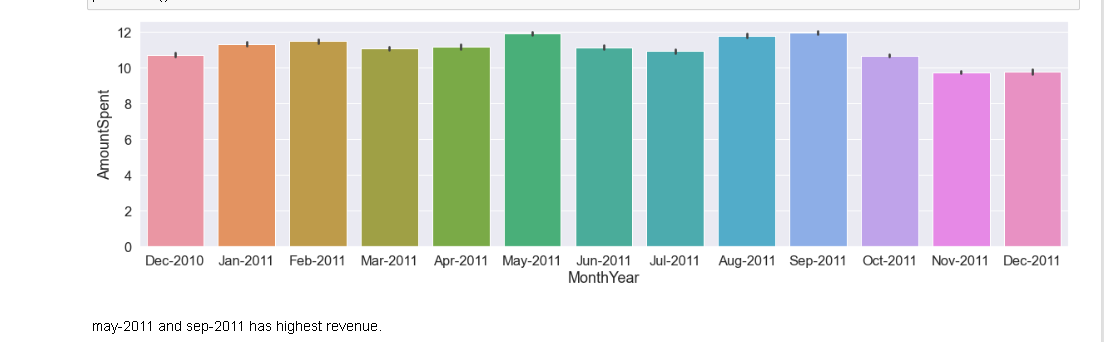 12
10
8
6
4
2
0
AmountSpent
Dec-2010 Jan-2011 Feb-2011 Mar-2011 Apr-2011 May-2011 Jun-2011 Jul-2011 Aug-2011 Sep-2011 Oct-2011 Nov-2011 Dec-2011
MonthYear
may-2011 and sep-2011 has highest revenue.